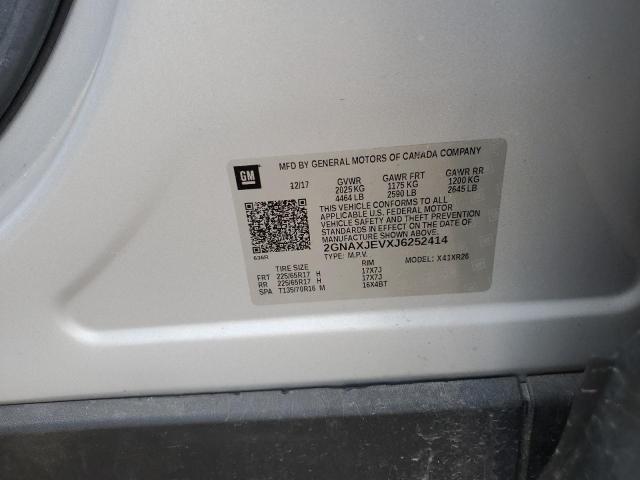 MFD BY GENERAL MOTORS OF CANADA COMPANY
GM
12/17 GVWR GAWR FRT GAWR RR
2025 KG 1175 KG 1200 KG
4464 LB 2590 LB 2645 LB
THIS VEHICLE CONFORMS TO ALL
APPLICABLE U.S. FEDERAL MOTOR
VEHICLE SAFETY AND THEFT PREVENTION
STANDARDS IN EFFECT ON THE DATE OF
MANUFACTURE SHOWN ABOVE.
2GNAXJEVXJ6252414
636R
TYPE: M.P.V. MODEL: X41XR26
TIRE SIZE RIM
FRT 225/65R17 H 17X7J
RR 225/65R17 H 17X7J
SPA T135/70R16 M 16X4BT